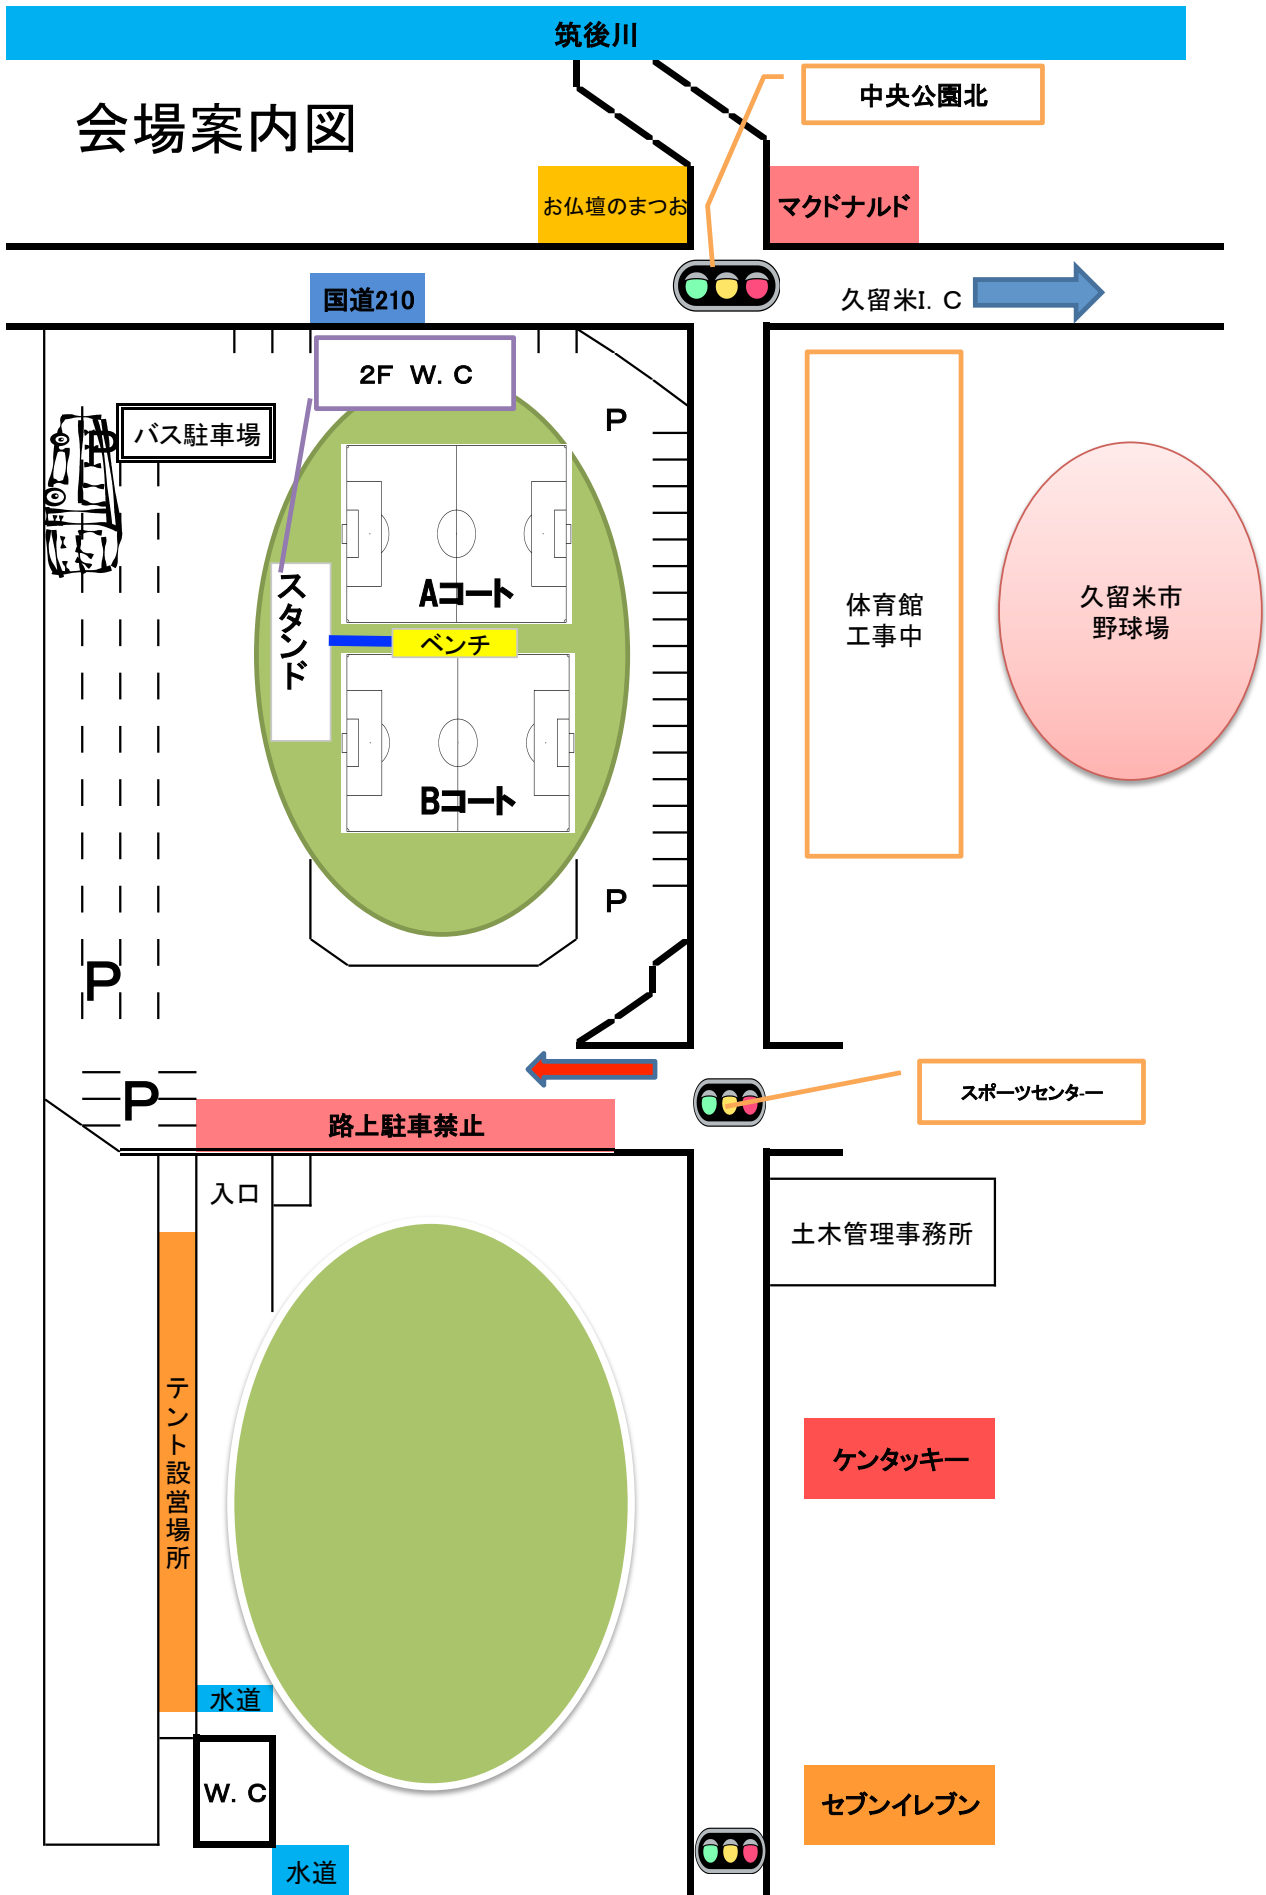 筑後川
中央公園北
会場案内図
お仏壇のまつお
マクドナルド
国道210
久留米I. C
2F W. C
P
P
バス駐車場
スタンド
Aコート
ベンチ
Bコート
体育館
工事中
久留米市
野球場
P
P
P
スポーツセンター
路上駐車禁止
入口
土木管理事務所
テント設営場所
ケンタッキー
水道
W. C
セブンイレブン
水道